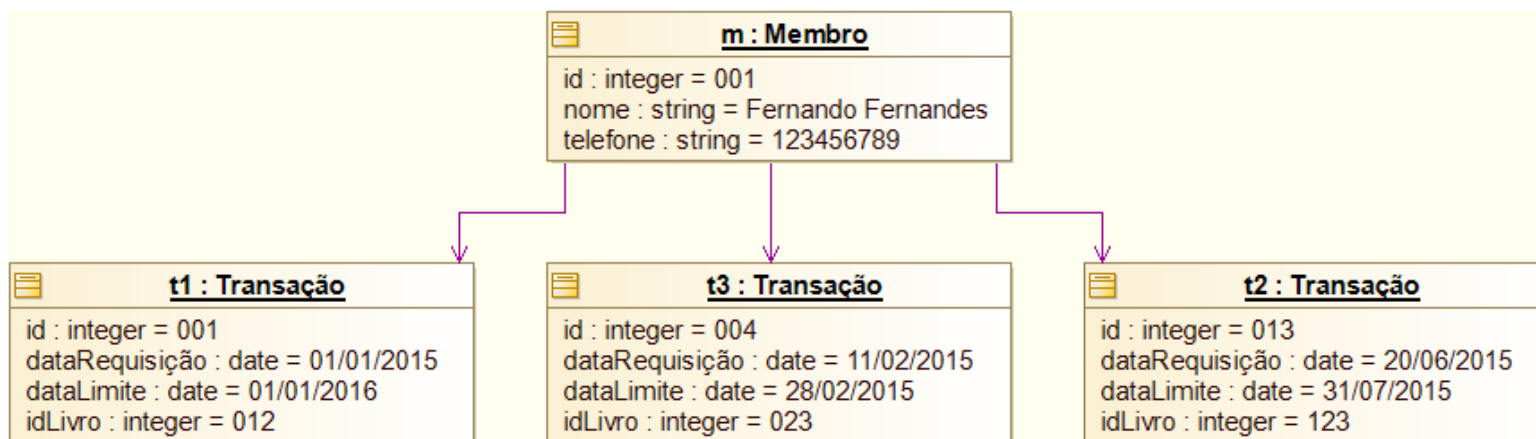 m : Membro
id : integer = 001
nome : string = Fernando Fernandes
telefone : string = 123456789
t1 : Transação
id : integer = 001
dataRequisição : date = 01/01/2015
dataLimite : date = 01/01/2016
idLivro : integer = 012
t3 : Transação
id : integer = 004
dataRequisição : date = 11/02/2015
dataLimite : date = 28/02/2015
idLivro : integer = 023
t2 : Transação
id : integer = 013
dataRequisição : date = 20/06/2015
dataLimite : date = 31/07/2015
idLivro : integer = 123